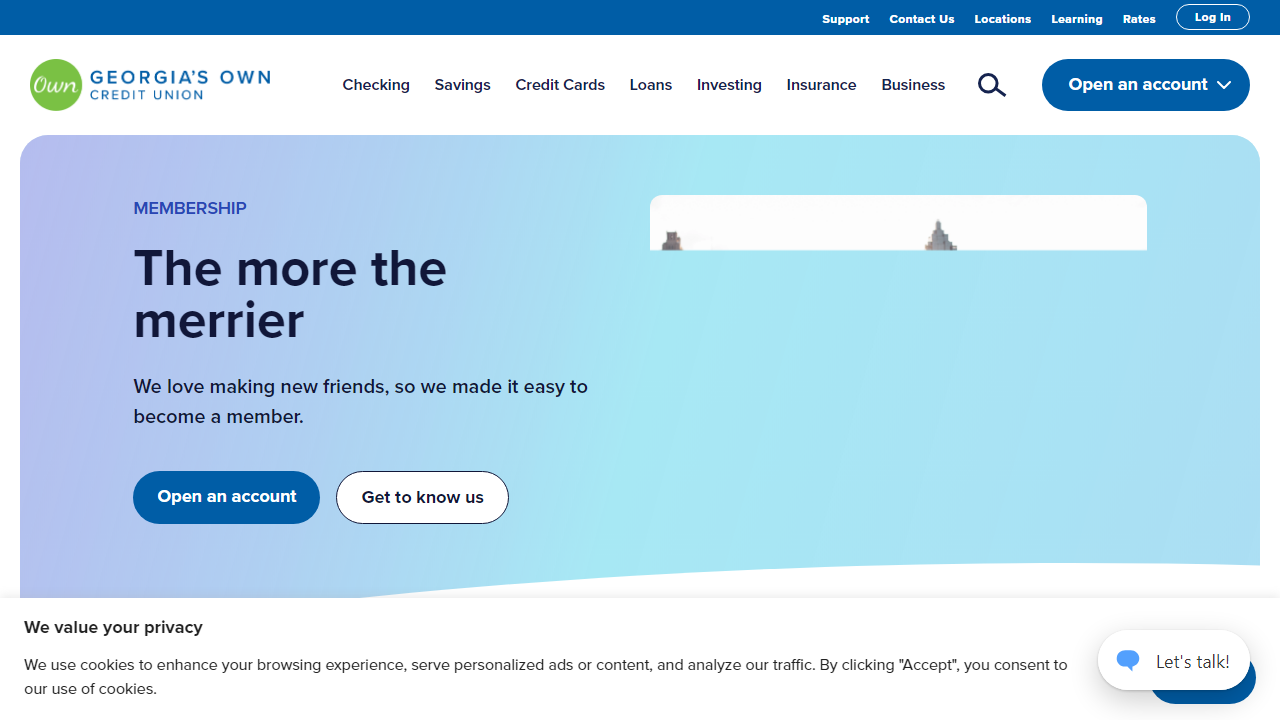 Support Contact Us Locations Learning Rates Log In
Own GEORGIA'S OWN
CREDIT UNION
Checking Savings Credit Cards Loans Investing Insurance Business Open an account
MEMBERSHIP
The more the
merrier
We love making new friends, so we made it easy to
become a member.
Open an account Get to know us
We value your privacy
We use cookies to enhance your browsing experience, serve personalized ads or content, and analyze our traffic. By clicking "Accept", you consent to
our use of cookies.
Let's talk!